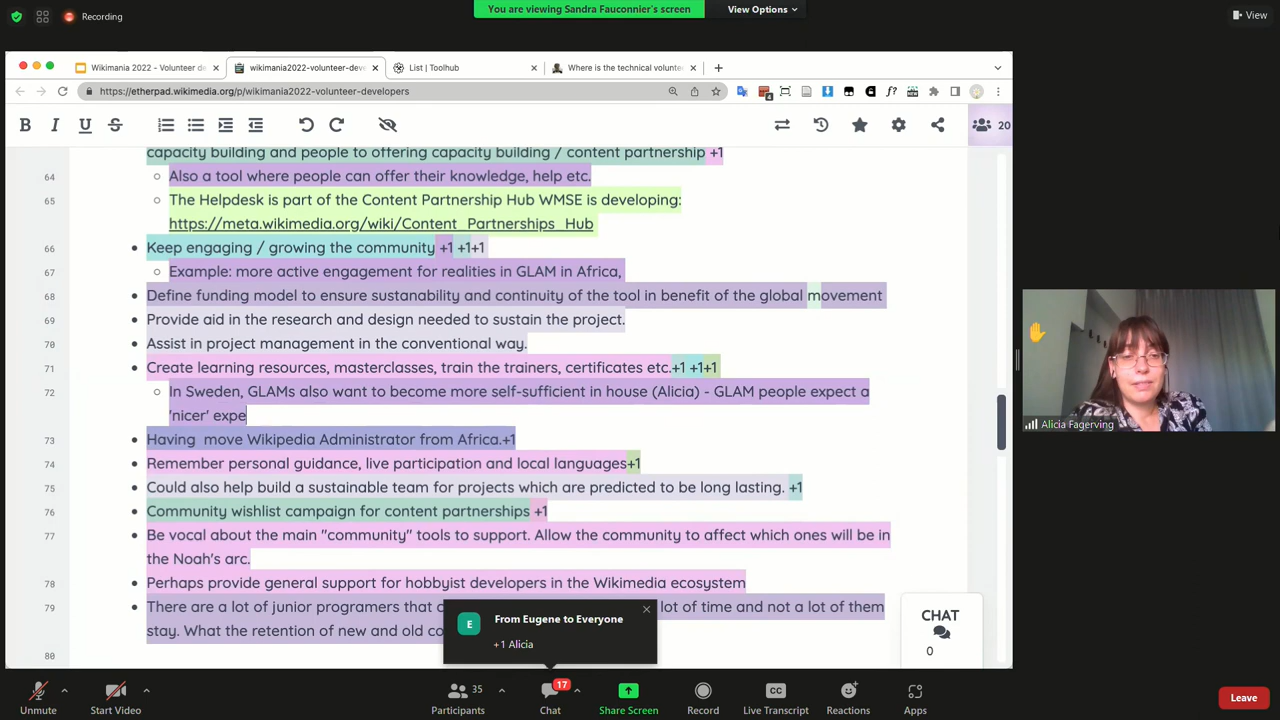 Recording
You are viewing Sandra Fauconnier's screen
View Options
View
Wikimania 2022 - Volunteer de
wikimania2022-volunteer-deve
List | Toolhub
Where is the technical volunte
https://etherpad.wikimedia.org/p/wikimania2022-volunteer-developers
4
B I U S
20
capacity building and people to offering capacity building / content partnership +1
64 Also a tool where people can offer their knowledge, help etc.
65 The Helpdesk is part of the Content Partnership Hub WMSE is developing:
https://meta.wikimedia.org/wiki/Content_Partnerships_Hub
66 Keep engaging / growing the community +1 +1+1
67 Example: more active engagement for realities in GLAM in Africa,
68 Define funding model to ensure sustanability and continuity of the tool in benefit of the global movement
69 Provide aid in the research and design needed to sustain the project.
70 Assist in project management in the conventional way.
71 Create learning resources, masterclasses, train the trainers, certificates etc.+1 +1+1
72 In Sweden, GLAMs also want to become more self-sufficient in house (Alicia) - GLAM people expect a
'nicer' expe
73 Having  move Wikipedia Administrator from Africa.+1
74 Remember personal guidance, live participation and local languages+1
75 Could also help build a sustainable team for projects which are predicted to be long lasting. +1
76 Community wishlist campaign for content partnerships +1
77 Be vocal about the main "community" tools to support. Allow the community to affect which ones will be in
the Noah's arc.
78 Perhaps provide general support for hobbyist developers in the Wikimedia ecosystem
79 There are a lot of junior programers that lot of time and not a lot of them
stay. What the retention of new and old co
80
CHAT
0
E
From Eugene to Everyone
+1 Alicia
Alicia Fagerving
Unmute
Start Video
35
Participants
17
Chat
Share Screen
Record
CC
Live Transcript
Reactions
Apps
Leave